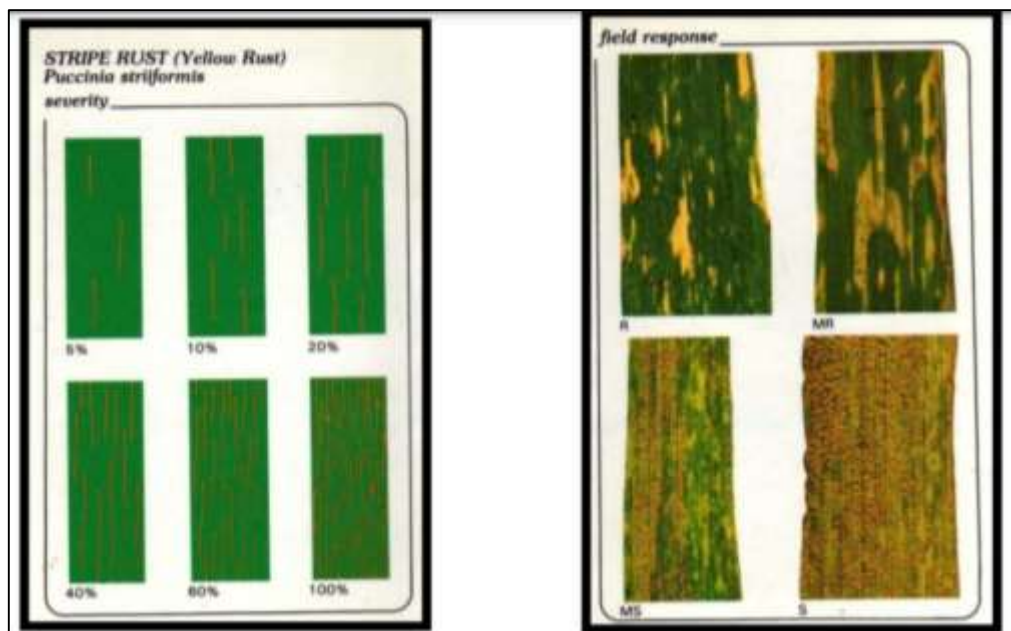 STRIPE RUST (Yellow Rust)
Puccinia striiformis
severity
5% 10% 20%
40% 60% 100%
field response
R MR
MS S